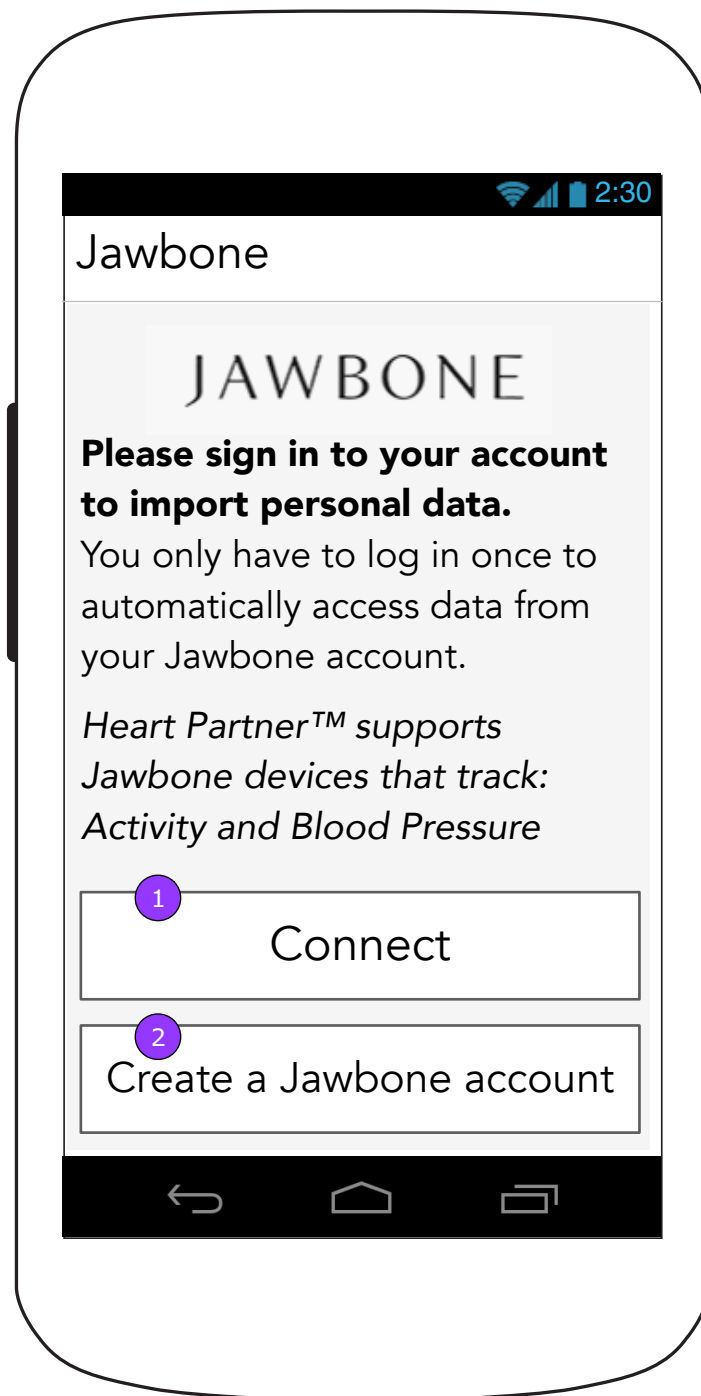 2:30
Jawbone
JAWBONE
Please sign in to your account
to import personal data.
You only have to log in once to
automatically access data from
your Jawbone account.
Heart Partner™ supports
Jawbone devices that track:
Activity and Blood Pressure
1
Connect
2
Create a Jawbone account